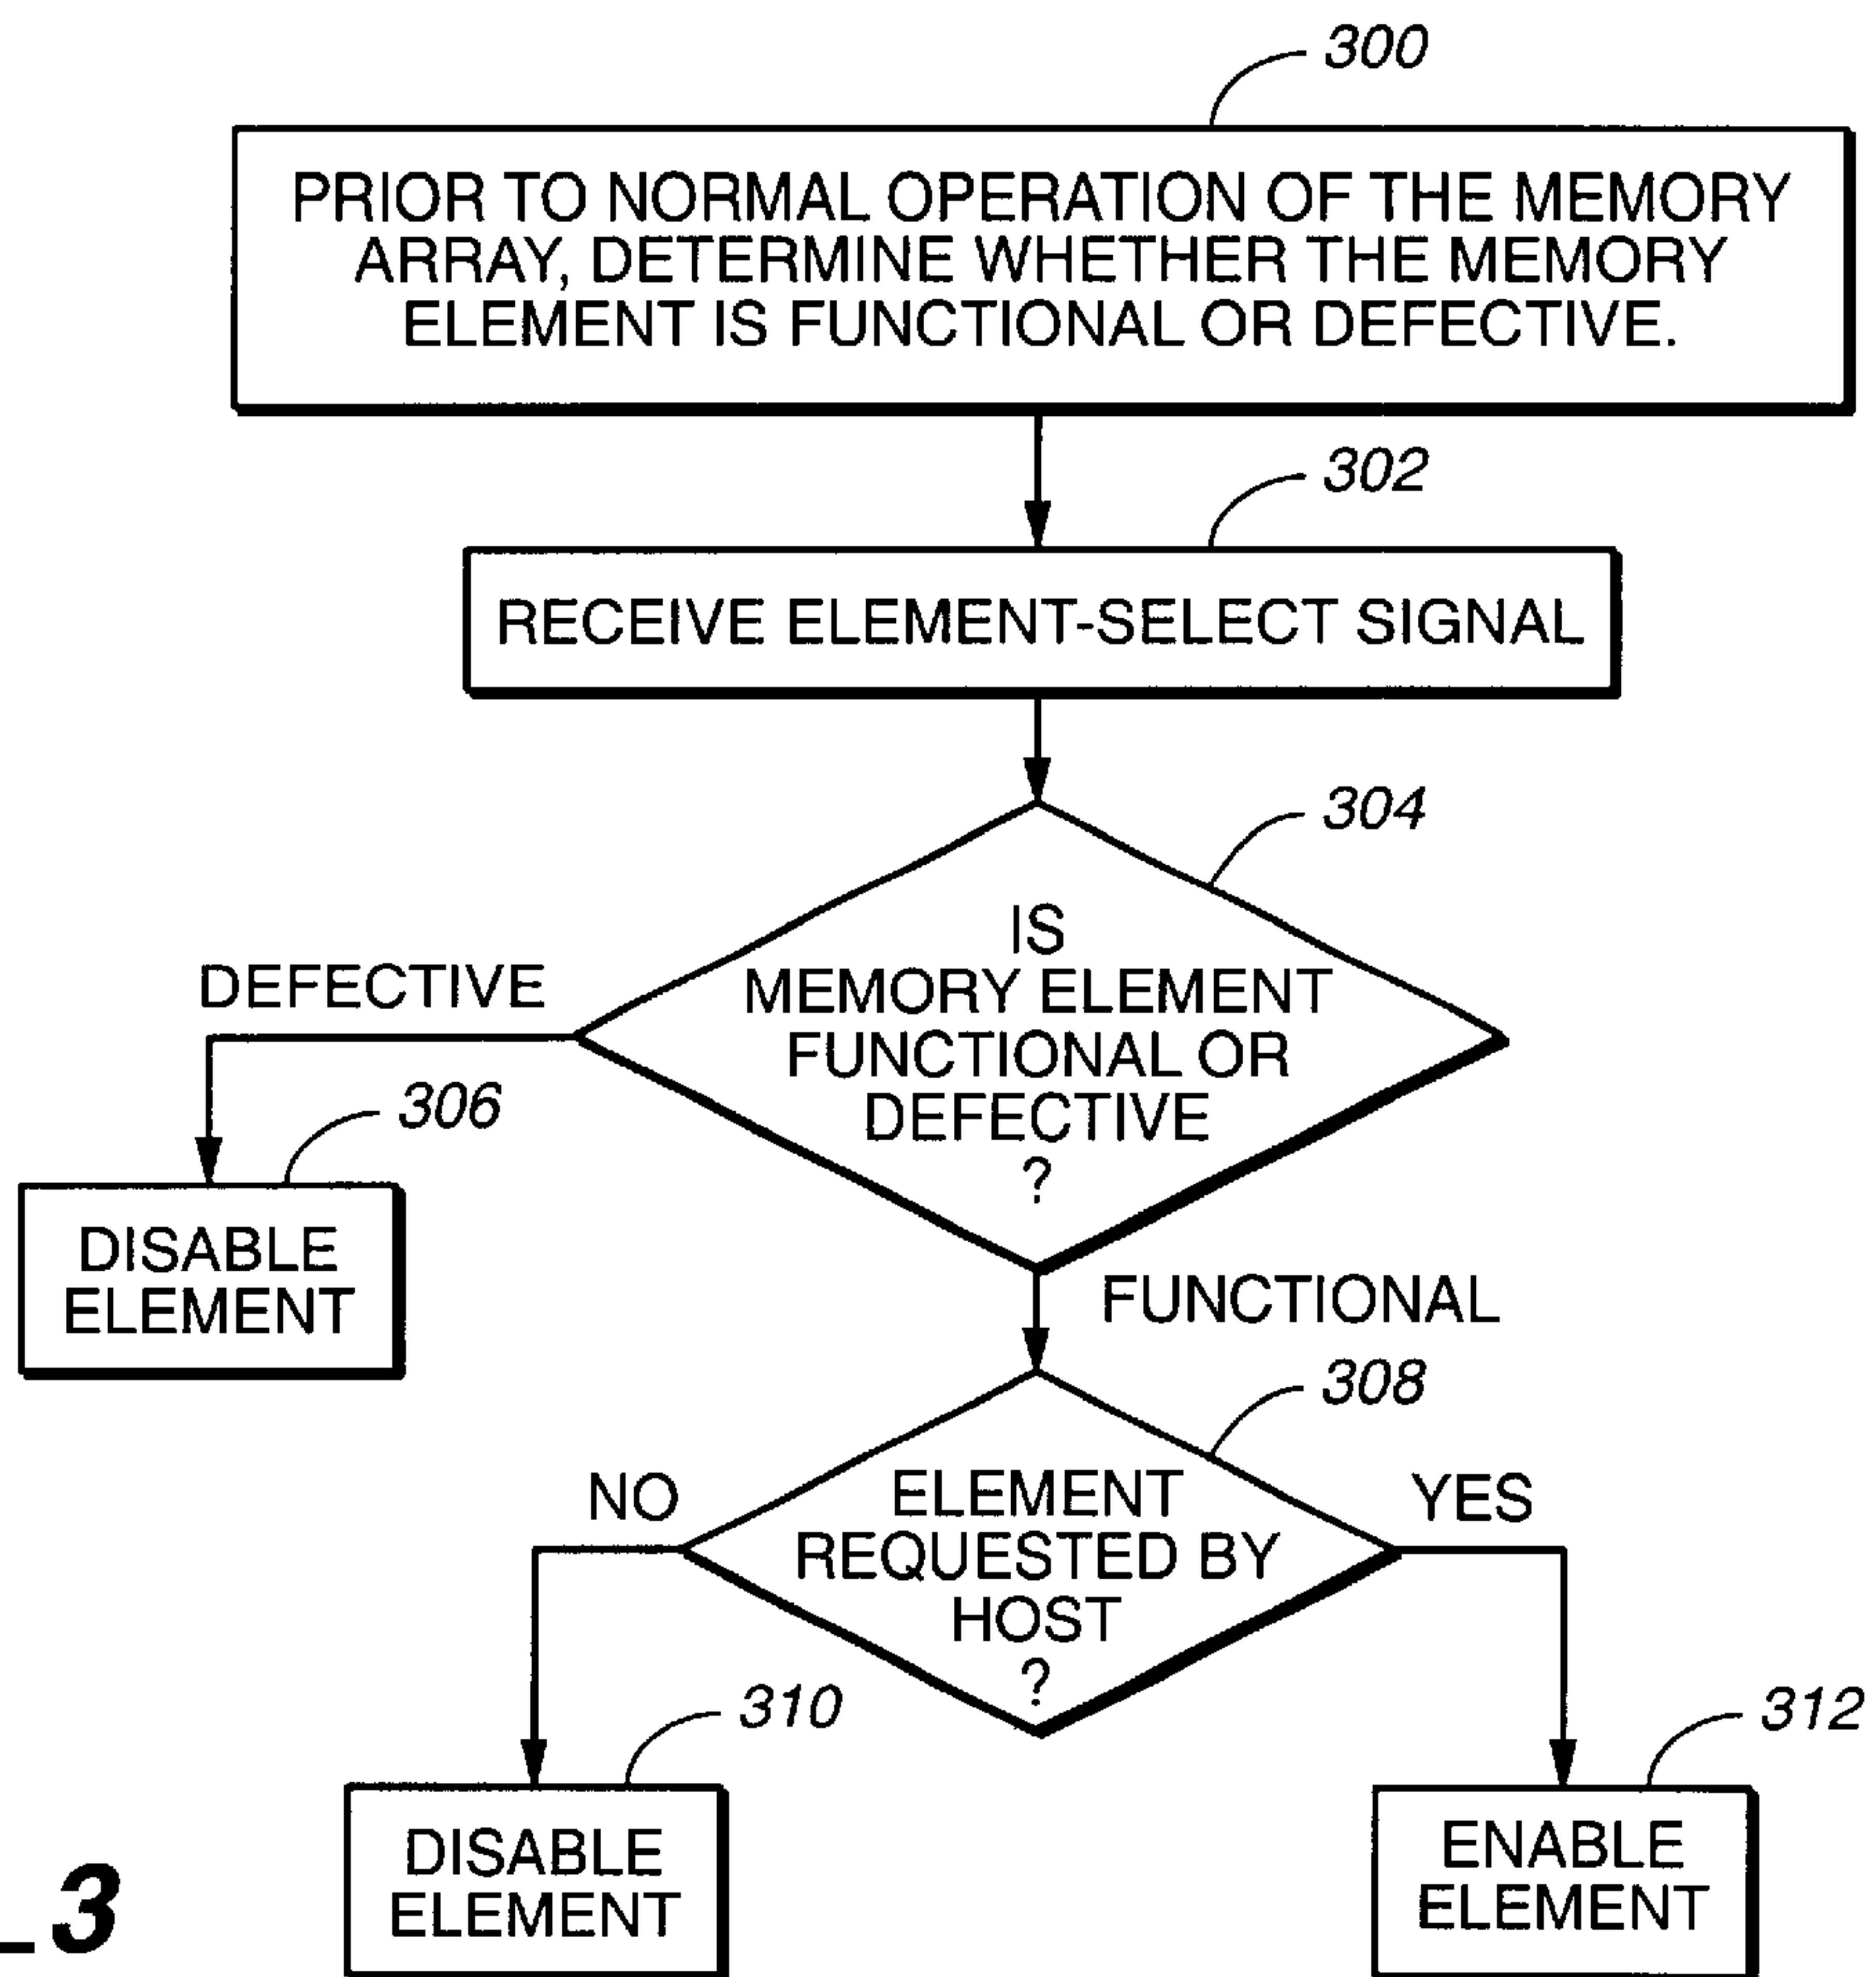 300
PRIOR TO NORMAL OPERATION OF THE MEMORY
ARRAY, DETERMINE WHETHER THE MEMORY
ELEMENT IS FUNCTIONAL OR DEFECTIVE.
302
RECEIVE ELEMENT-SELECT SIGNAL
304
IS
MEMORY ELEMENT
FUNCTIONAL OR
DEFECTIVE
?
DEFECTIVE
306
DISABLE
ELEMENT
FUNCTIONAL
308
ELEMENT
REQUESTED BY
HOST
?
NO
YES
310
DISABLE
ELEMENT
312
ENABLE
ELEMENT
_3